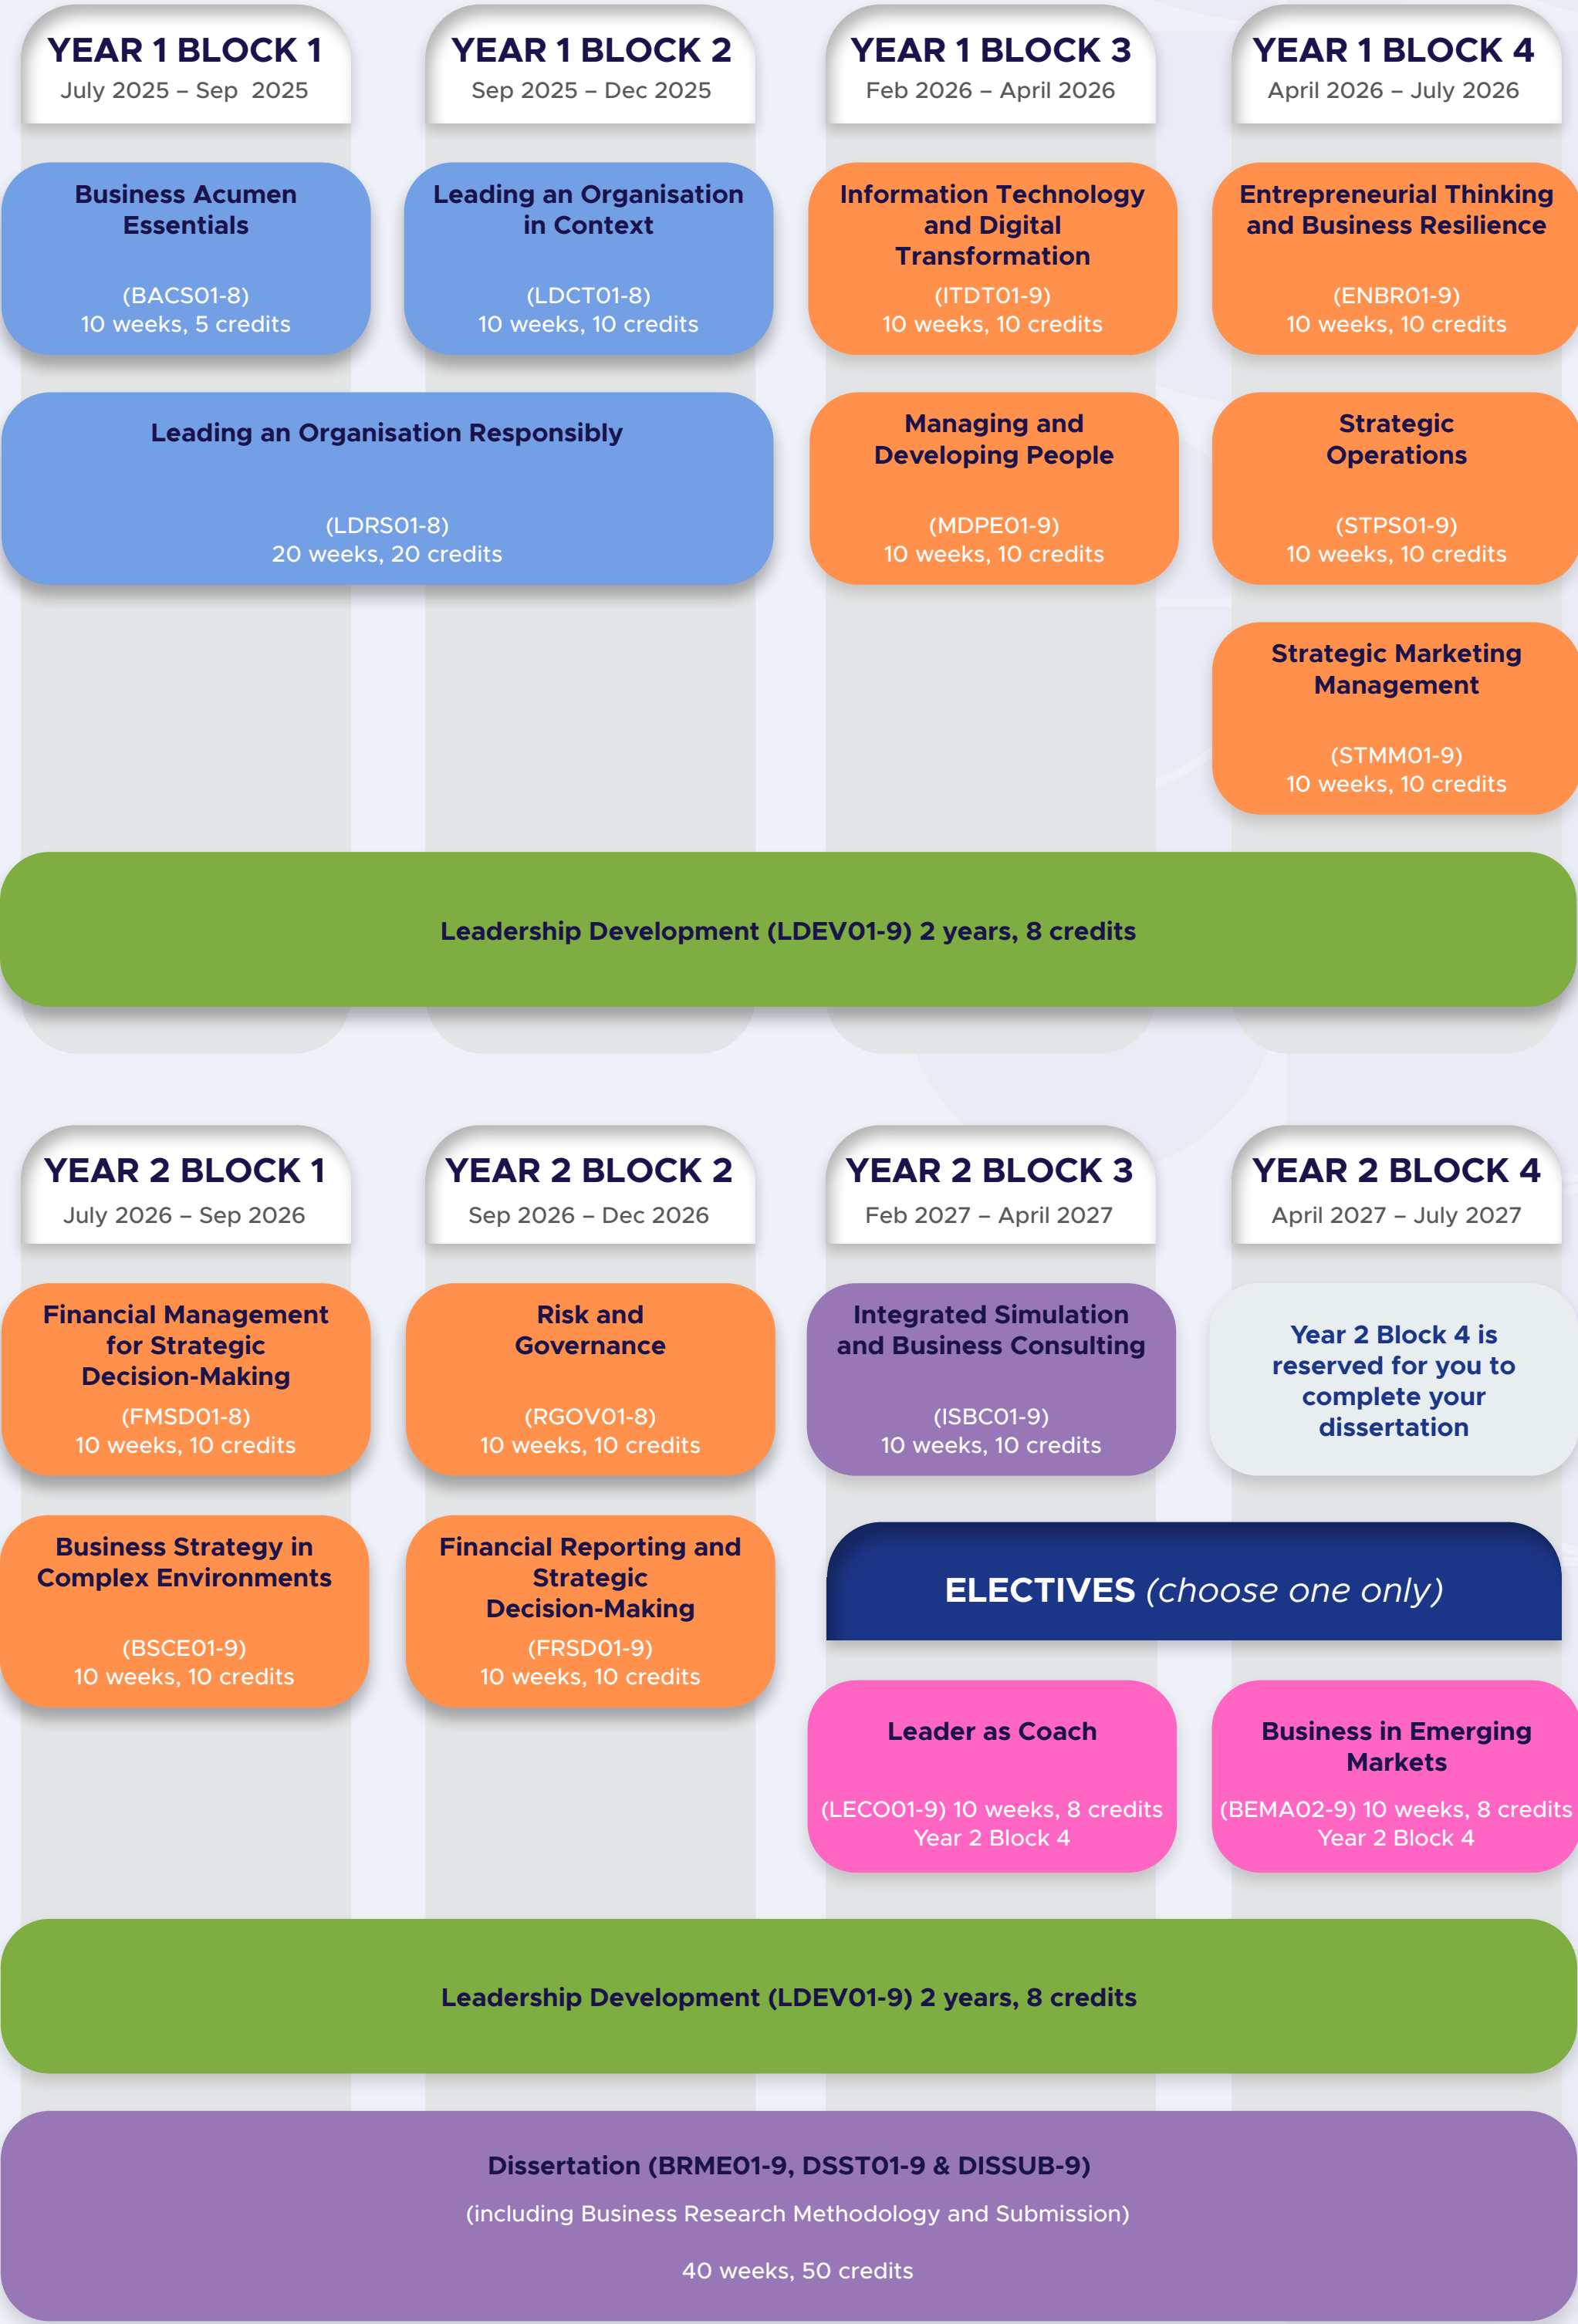 YEAR 1 BLOCK 1
July 2025 – Sep 2025
YEAR 1 BLOCK 2
Sep 2025 – Dec 2025
YEAR 1 BLOCK 3
Feb 2026 – April 2026
YEAR 1 BLOCK 4
April 2026 – July 2026
Business Acumen
Essentials
(BACS01-8)
10 weeks, 5 credits
Leading an Organisation
in Context
(LDCT01-8)
10 weeks, 10 credits
Information Technology
and Digital
Transformation
(ITDT01-9)
10 weeks, 10 credits
Entrepreneurial Thinking
and Business Resilience
(ENBR01-9)
10 weeks, 10 credits
Leading an Organisation Responsibly
(LDRS01-8)
20 weeks, 20 credits
Managing and
Developing People
(MDPE01-9)
10 weeks, 10 credits
Strategic
Operations
(STPS01-9)
10 weeks, 10 credits
Strategic Marketing
Management
(STMM01-9)
10 weeks, 10 credits
Leadership Development (LDEV01-9) 2 years, 8 credits
YEAR 2 BLOCK 1
July 2026 – Sep 2026
YEAR 2 BLOCK 2
Sep 2026 – Dec 2026
YEAR 2 BLOCK 3
Feb 2027 – April 2027
YEAR 2 BLOCK 4
April 2027 – July 2027
Financial Management
for Strategic
Decision-Making
(FMSD01-8)
10 weeks, 10 credits
Risk and
Governance
(RGOV01-8)
10 weeks, 10 credits
Integrated Simulation
and Business Consulting
(ISBC01-9)
10 weeks, 10 credits
Year 2 Block 4 is
reserved for you to
complete your
dissertation
Business Strategy in
Complex Environments
(BSCE01-9)
10 weeks, 10 credits
Financial Reporting and
Strategic
Decision-Making
(FRSD01-9)
10 weeks, 10 credits
ELECTIVES (choose one only)
Leader as Coach
(LECO01-9) 10 weeks, 8 credits
Year 2 Block 4
Business in Emerging
Markets
(BEMA02-9) 10 weeks, 8 credits
Year 2 Block 4
Leadership Development (LDEV01-9) 2 years, 8 credits
Dissertation (BRME01-9, DSST01-9 & DISSUB-9)
(including Business Research Methodology and Submission)
40 weeks, 50 credits